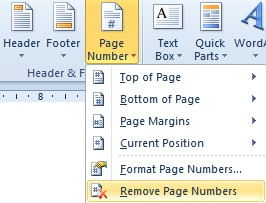 Header Footer Page Number Text Box Quick Parts WordA
Header & F
8
Top of Page
Bottom of Page
Page Margins
Current Position
Format Page Numbers...
Remove Page Numbers